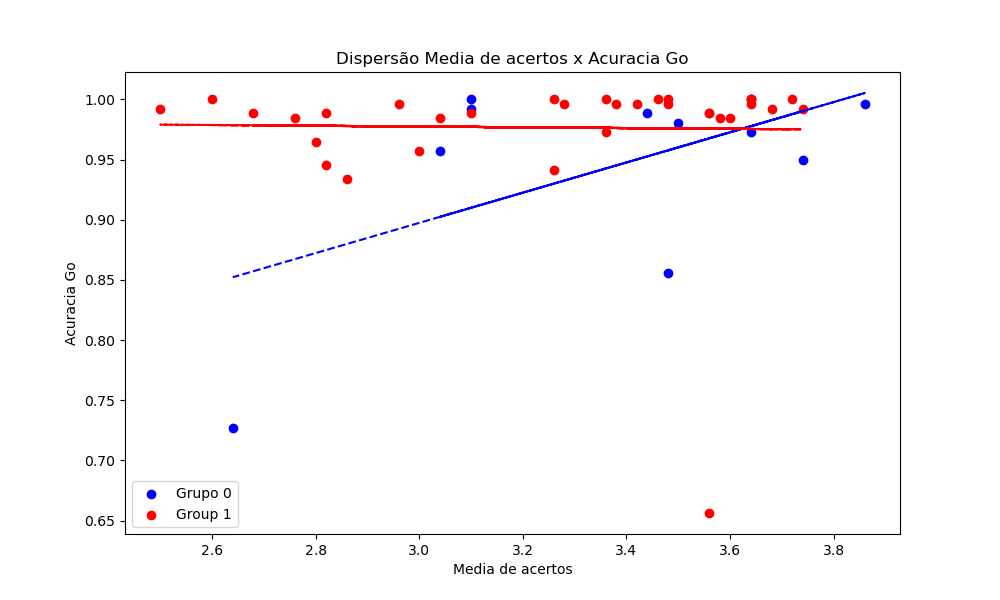 Dispersão Media de acertos x Acuracia Go
Acuracia Go
1.00
0.95
0.90
0.85
0.80
0.75
0.70
0.65
Grupo 0
Group 1
2.6 2.8 3.0 3.2 3.4 3.6 3.8
Media de acertos